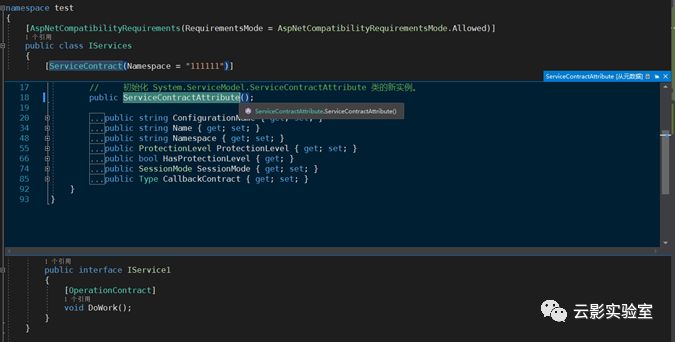 namespace test
{
[AspNetCompatibilityRequirements(RequirementsMode = AspNetCompatibilityRequirementsMode.Allowed)]
1 个引用
public class IServices
{
[ServiceContract(Namespace = "111111")]
ServiceContractAttribute [从元数据]
17 // 初始化 System.ServiceModel.ServiceContractAttribute 类的新实例。
18 public ServiceContractAttribute();
19 ServiceContractAttribute.ServiceContractAttribute()
20 ...public string ConfigurationName { get; set; }
34 ...public string Name { get; set; }
48 ...public string Namespace { get; set; }
55 ...public ProtectionLevel ProtectionLevel { get; set; }
66 ...public bool HasProtectionLevel { get; }
74 ...public SessionMode SessionMode { get; set; }
85 ...public Type CallbackContract { get; set; }
92 }
93 }
1 个引用
public interface IService1
{
[OperationContract]
1 个引用
void DoWork();
}
}
云影实验室